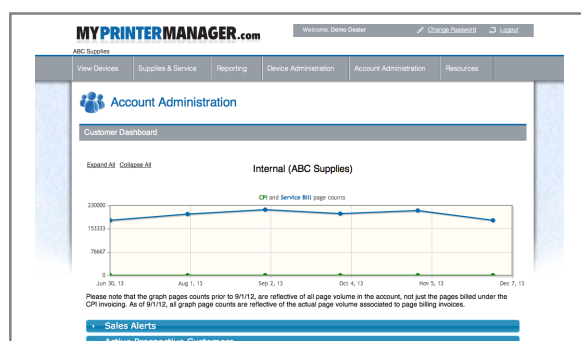 MYPRINTERMANAGER.com
Welcome, Demo Dealer Change Password Logout
ABC Supplies
View Devices Supplies & Service Reporting Device Administration Account Administration Resources
Account Administration
Customer Dashboard
Expand All Collapse All
Internal (ABC Supplies)
CPI and Service Bill page counts
230000
153333
76667
0
Jun 30, 13 Aug 1, 13 Sep 2, 13 Oct 4, 13 Nov 5, 13 Dec 7, 13
Please note that the graph pages counts prior to 9/1/12, are reflective of all page volume in the account, not just the pages billed under the
CPI invoicing. As of 9/1/12, all graph page counts are reflective of the actual page volume associated to page billing invoices.
Sales Alerts
Active Prospective Customers